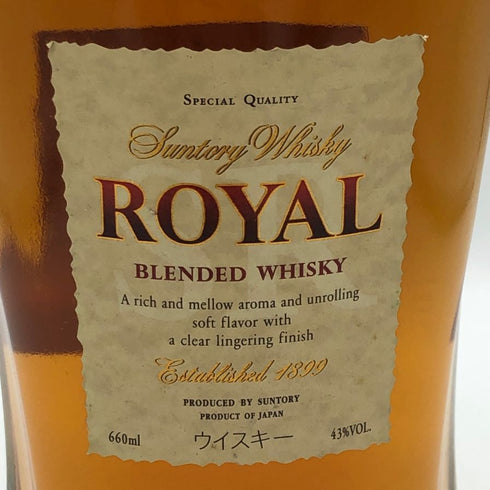 SPECIAL QUALITY
Suntory Whisky
ROYAL
BLENDED WHISKY
A rich and mellow aroma and unrolling
soft flavor with
a clear lingering finish
Established 1899
PRODUCED BY SUNTORY
PRODUCT OF JAPAN
660ml ウイスキー 43%VOL.